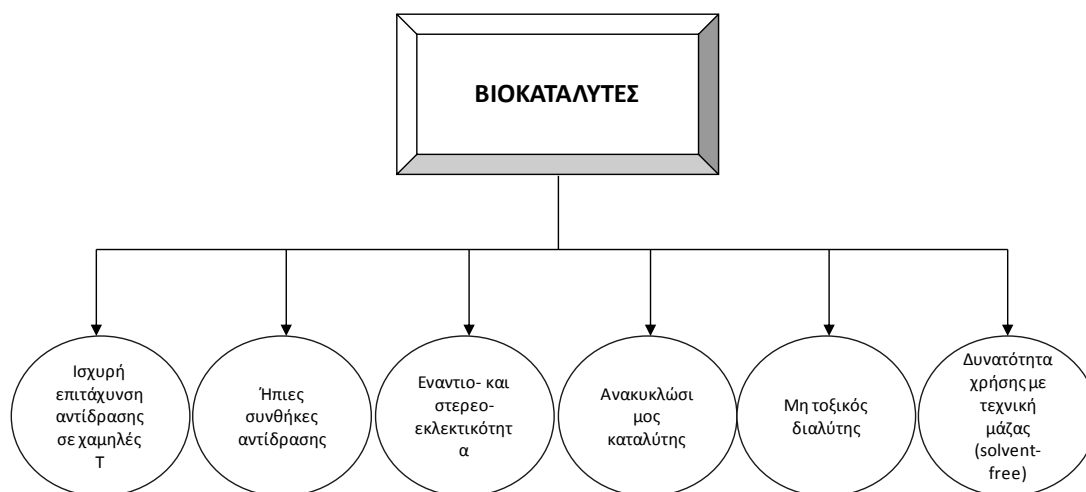 ΒΙΟΚΑΤΑΛΥΤΕΣ
Ισχυρή
επιτάχυνση
αντίδρασης
σε χαμηλές
Τ
Ήπιες
συνθήκες
αντίδρασης
Εναντιο- και
στερεο-
εκλεκτικότητ
α
Ανακυκλώσι
μος
καταλύτης
Μη τοξικός
διαλύτης
Δυνατότητα
χρήσης με
τεχνική
μάζας
(solvent-
free)